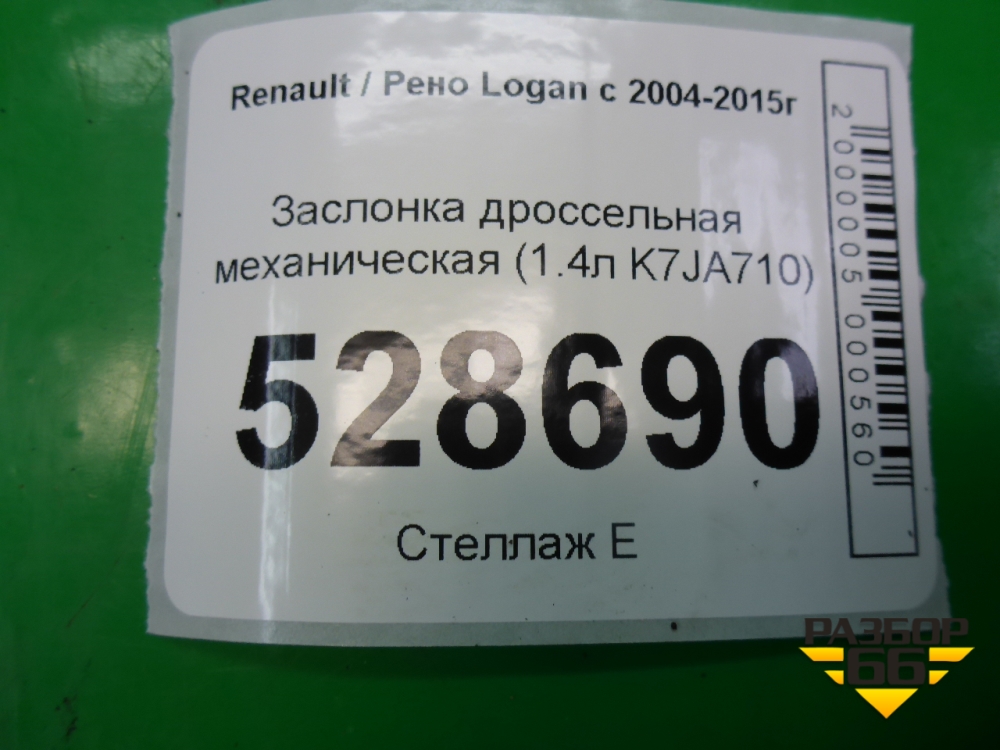 Renault / Рено Logan с 2004-2015г
Заслонка дроссельная
механическая (1.4л K7JA710)
528690
Стеллаж Е
2000005000560
РАЗБОР
66